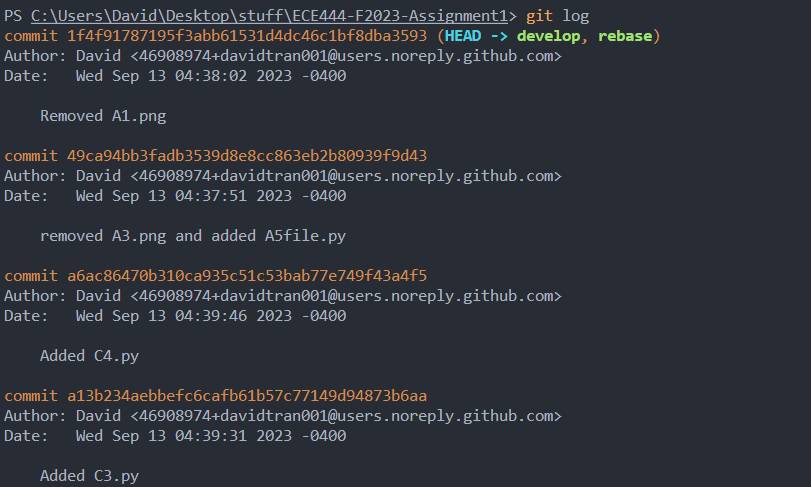 PS C:\Users\David\Desktop\stuff\ECE444-F2023-Assignment1> git log
commit 1f4f91787195f3abb61531d4dc46c1bf8dba3593 (HEAD -> develop, rebase)
Author: David <46908974+davidtran001@users.noreply.github.com>
Date:   Wed Sep 13 04:38:02 2023 -0400
Removed A1.png
commit 49ca94bb3fadb3539d8e8cc863eb2b80939f9d43
Author: David <46908974+davidtran001@users.noreply.github.com>
Date:   Wed Sep 13 04:37:51 2023 -0400
removed A3.png and added A5file.py
commit a6ac86470b310ca935c51c53bab77e749f43a4f5
Author: David <46908974+davidtran001@users.noreply.github.com>
Date:   Wed Sep 13 04:39:46 2023 -0400
Added C4.py
commit a13b234aebbefc6cafb61b57c77149d94873b6aa
Author: David <46908974+davidtran001@users.noreply.github.com>
Date:   Wed Sep 13 04:39:31 2023 -0400
Added C3.py